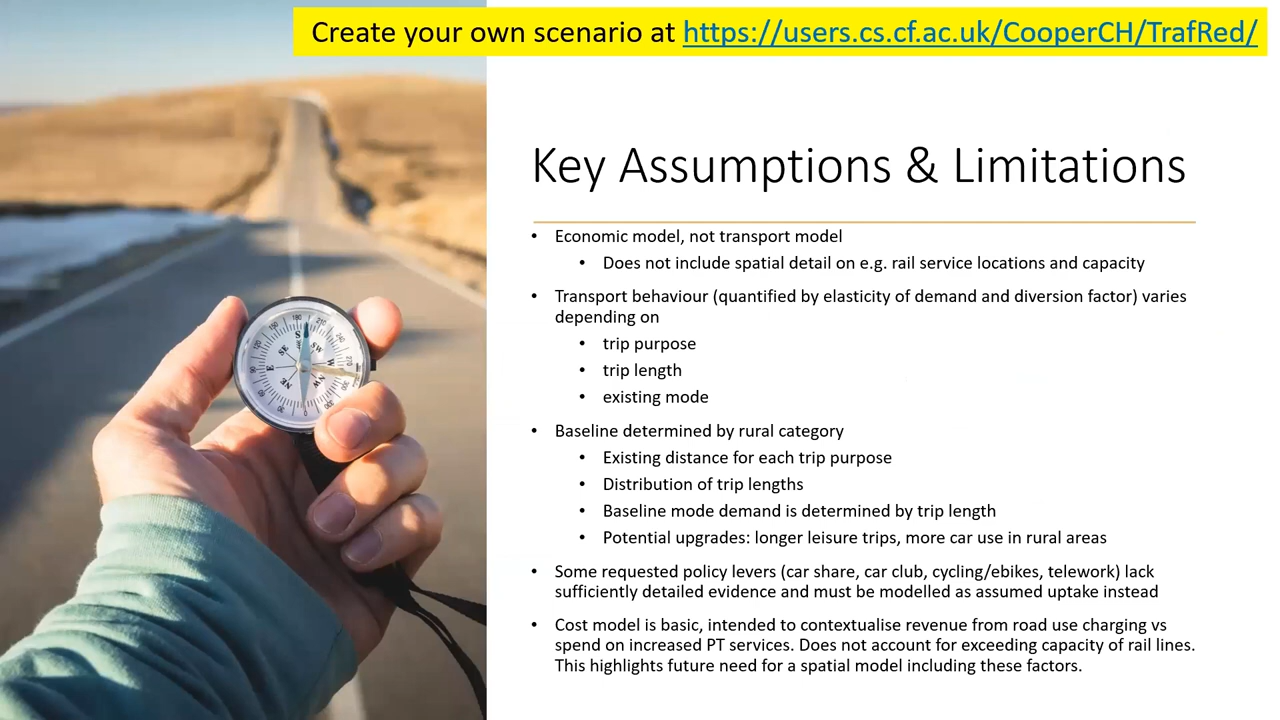 Create your own scenario at https://users.cs.cf.ac.uk/CooperCH/TrafRed/
Key Assumptions & Limitations
• Economic model, not transport model
• Does not include spatial detail on e.g. rail service locations and capacity
• Transport behaviour (quantified by elasticity of demand and diversion factor) varies
depending on
• trip purpose
• trip length
• existing mode
• Baseline determined by rural category
• Existing distance for each trip purpose
• Distribution of trip lengths
• Baseline mode demand is determined by trip length
• Potential upgrades: longer leisure trips, more car use in rural areas
• Some requested policy levers (car share, car club, cycling/ebikes, telework) lack
sufficiently detailed evidence and must be modelled as assumed uptake instead
• Cost model is basic, intended to contextualise revenue from road use charging vs
spend on increased PT services. Does not account for exceeding capacity of rail lines.
This highlights future need for a spatial model including these factors.